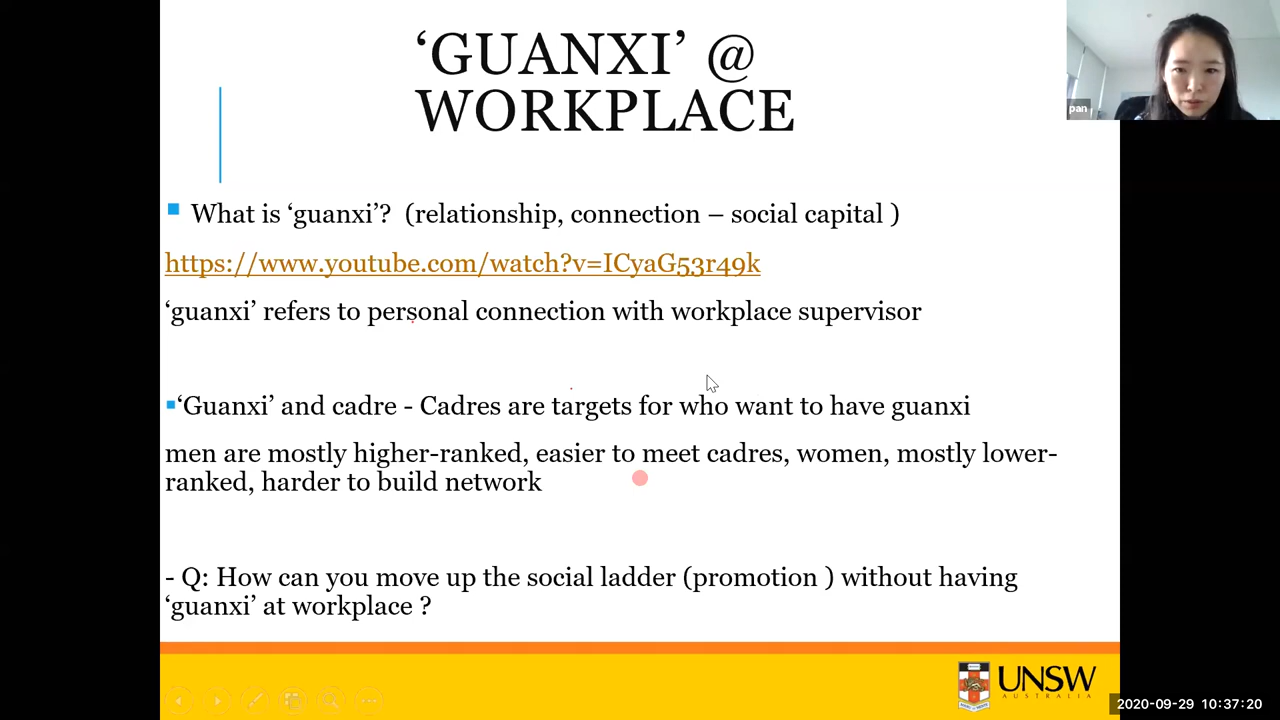 ‘GUANXI’ @
WORKPLACE
pan
What is ‘guanxi’?  (relationship, connection – social capital )
https://www.youtube.com/watch?v=ICyaG53r49k
‘guanxi’ refers to personal connection with workplace supervisor
‘Guanxi’ and cadre - Cadres are targets for who want to have guanxi
men are mostly higher-ranked, easier to meet cadres, women, mostly lower-
ranked, harder to build network
- Q: How can you move up the social ladder (promotion ) without having
‘guanxi’ at workplace ?
UNSW
AUSTRALIA
2020-09-29 10:37:20